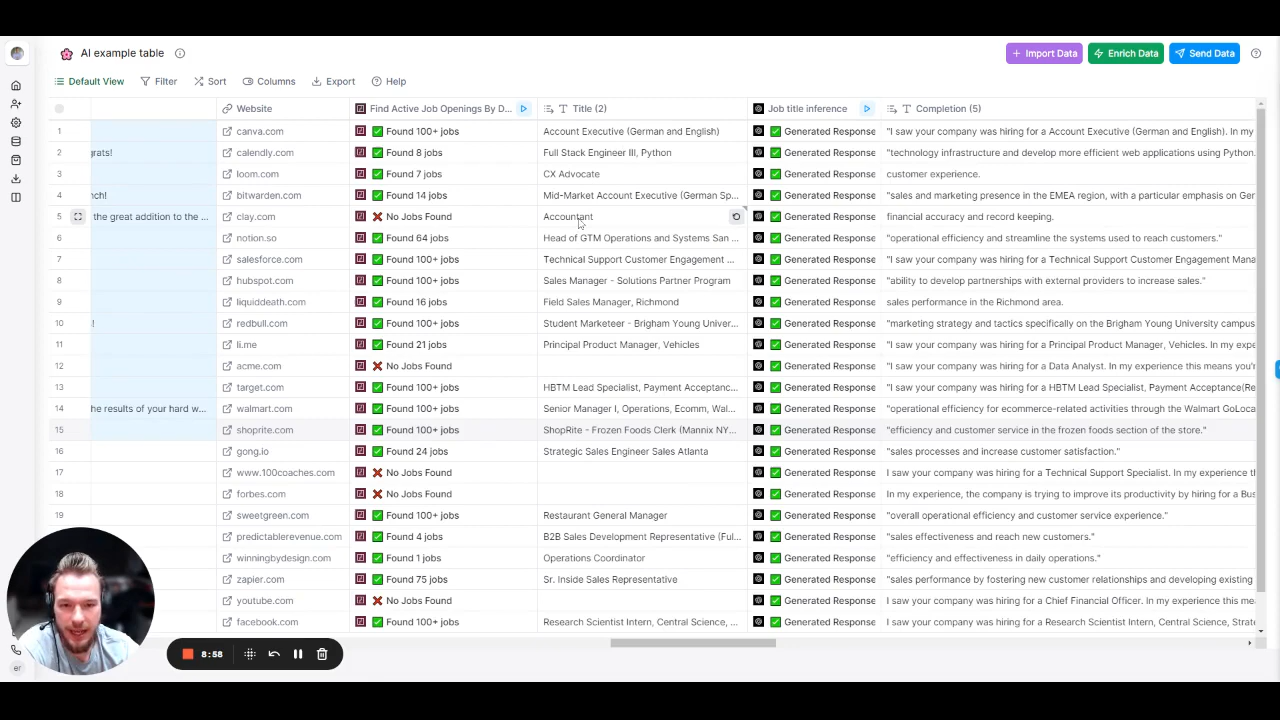 AI example table
Import Data
Enrich Data
Send Data
Default View Filter Sort Columns Export Help
Website Find Active Job Openings By D... Title (2) Job title inference Completion (5)
1 canva.com Found 100+ jobs Account Executive (German and English) Generated Response "I saw your company was hiring for a Account Executive (German and English). In my
2 grats! calendly.com Found 8 jobs Full Stack Engineer III, Python Generated Response "technology infrastructure and develop more efficient web applications using Python.
3 loom.com Found 7 jobs CX Advocate Generated Response customer experience.
4 nch! bitwarden.com Found 14 jobs Mid-Market Account Executive (German Sp... Generated Response "sales and marketing presence in the EMEA region, with a particular emphasis on Ger
5 the great addition to the ... clay.com No Jobs Found Accountant Generated Response financial accuracy and record keeping.
6 notion.so Found 64 jobs Head of GTM Operations and Systems San ... Generated Response "operational efficiency and streamline the systems used to reach customers."
7 salesforce.com Found 100+ jobs Technical Support Customer Engagement ... Generated Response "I saw your company was hiring for a Technical Support Customer Engagement Mana
8 hubspot.com Found 100+ jobs Sales Manager - Solutions Partner Program Generated Response "ability to develop partnerships with external providers to increase sales."
9 liquiddeath.com Found 16 jobs Field Sales Manager, Richmond Generated Response sales performance in the Richmond area.
10 s! redbull.com Found 100+ jobs Student Marketeer - Brigham Young Univer... Generated Response "marketing strategy and tactics specifically on the Brigham Young University campus
11 li.me Found 21 jobs Principal Product Manager, Vehicles Generated Response "I saw your company was hiring for a Principal Product Manager, Vehicles. In my expe
12 acme.com No Jobs Found Generated Response "I saw your company was hiring for a Data Analyst. In my experience this means you'r
13 target.com Found 100+ jobs HBTM Lead Specialist, Payment Acceptanc... Generated Response "I saw your company was hiring for a HBTM Lead Specialist, Payment Acceptance(Re
14 he results of your hard w... walmart.com Found 100+ jobs Senior Manager I, Operations, Ecomm, Wal... Generated Response "operational efficiency for ecommerce-related activities through the Walmart GoLoca
15 shoprite.com Found 100+ jobs ShopRite - Frozen Foods Clerk (Mannix NY... Generated Response "efficiency and customer service in the frozen foods section of the store."
16 gong.io Found 24 jobs Strategic Sales Engineer Sales Atlanta Generated Response "sales processes and increase customer satisfaction."
17 www.100coaches.com No Jobs Found Generated Response I saw your company was hiring for a Technical Support Specialist. In my experience th
18 forbes.com No Jobs Found Generated Response In my experience, the company is trying to improve its productivity by hiring for a Bus
19 sweetgreen.com Found 100+ jobs Restaurant General Manager Generated Response "overall operational efficiency and customer service experience."
predictablerevenue.com Found 4 jobs B2B Sales Development Representative (Ful... Generated Response "sales effectiveness and reach new customers."
winningbydesign.com Found 1 jobs Operations Coordinator Generated Response "efficiency and effectiveness in daily operations."
zapier.com Found 75 jobs Sr. Inside Sales Representative Generated Response "sales performance by fostering new customer relationships and developing existing
youtube.com No Jobs Found Generated Response I saw your company was hiring for a Chief Financial Officer. In my experience this mea
facebook.com Found 100+ jobs Research Scientist Intern, Central Science, ... Generated Response I saw your company was hiring for a Research Scientist Intern, Central Science, Strate
8:58
er